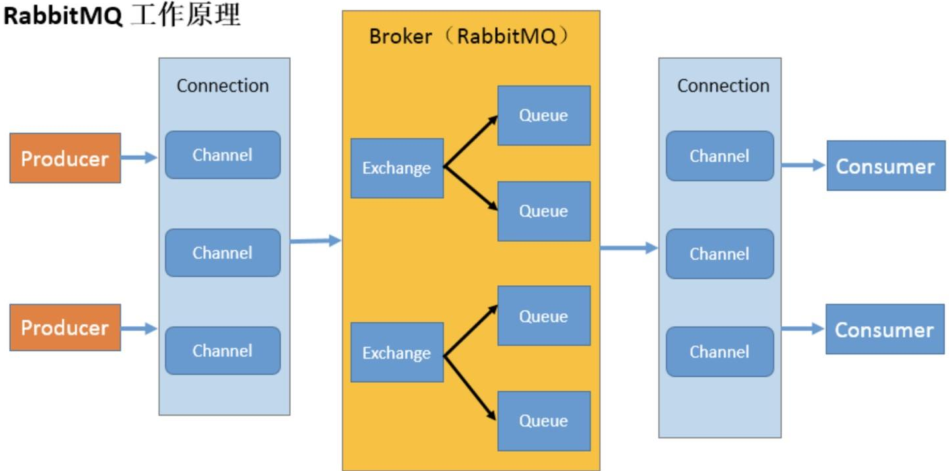 RabbitMQ 工作原理
Broker（RabbitMQ）
Connection
Channel
Channel
Channel
Producer
Producer
Exchange
Queue
Queue
Exchange
Queue
Queue
Connection
Channel
Channel
Channel
Consumer
Consumer